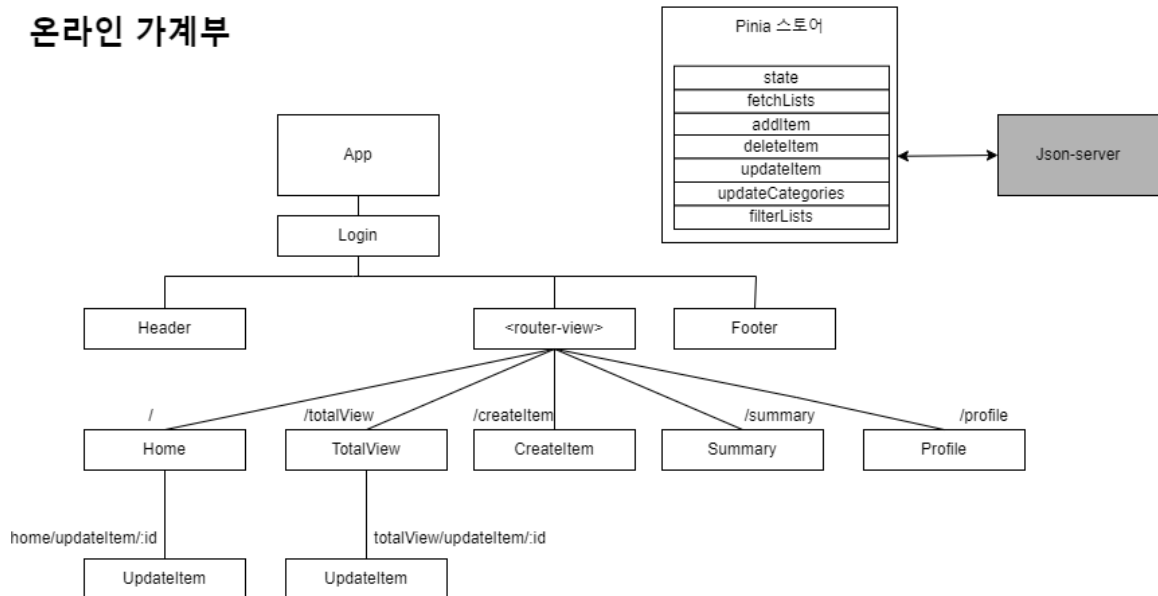 온라인 가계부
Pinia 스토어
state
fetchLists
addItem
deleteItem
updateItem
updateCategories
filterLists
Json-server
App
Login
Header
<router-view>
Footer
/
/totalView
/createItem
/summary
/profile
Home
TotalView
CreateItem
Summary
Profile
home/updateItem/:id
totalView/updateItem/:id
UpdateItem
UpdateItem